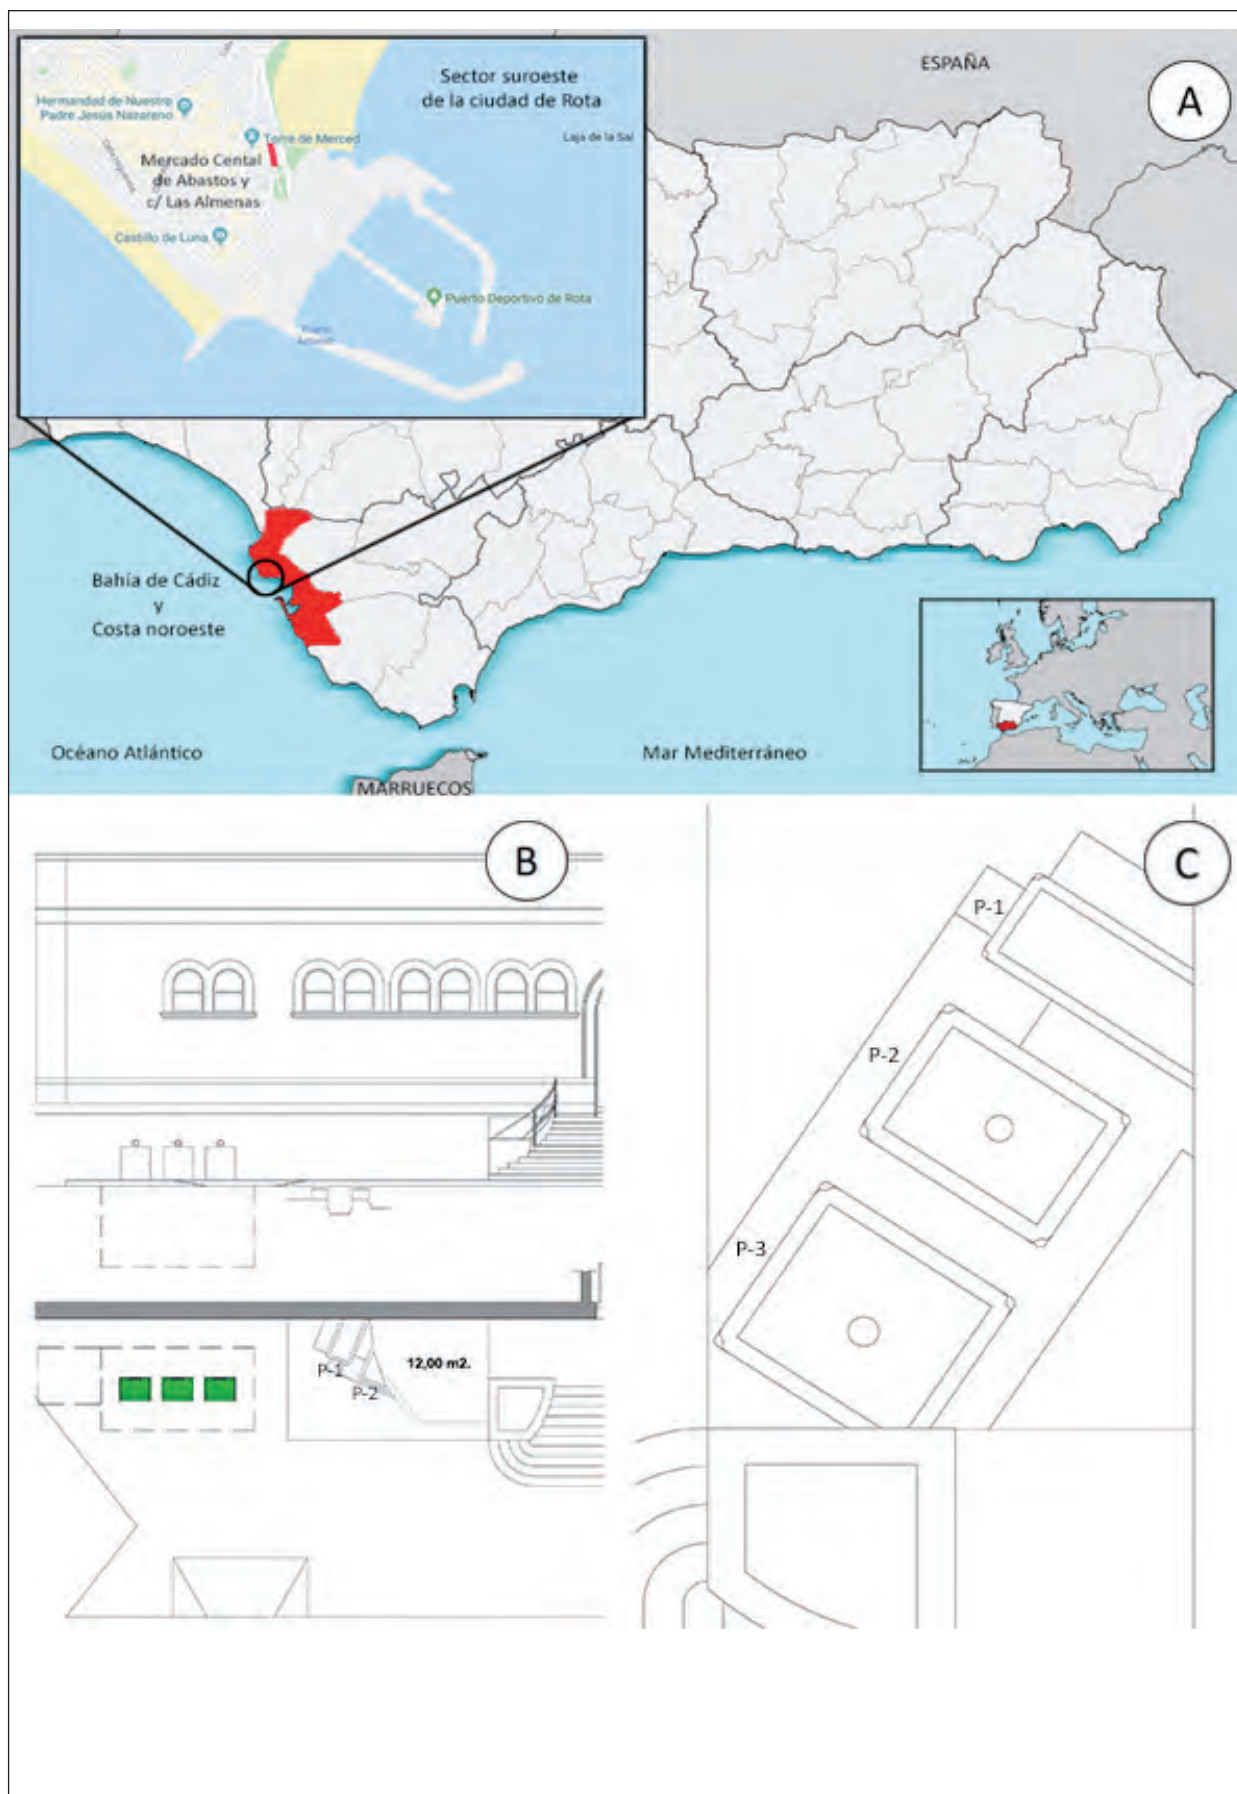 ESPAÑA
A
Sector suroeste
de la ciudad de Rota
Hermandad de Nuestro
Padre Jesús Nazareno
Laja de la Sal
Torre de Merced
Mercado Cental
de Abastos y
c/ Las Almenas
Castillo de Luna
Puerto Deportivo de Rota
Bahía de Cádiz
y
Costa noroeste
Océano Atlántico
Mar Mediterráneo
MARRUECOS
B
C
P-1
P-2
P-3
12,00 m2.
P-1
P-2